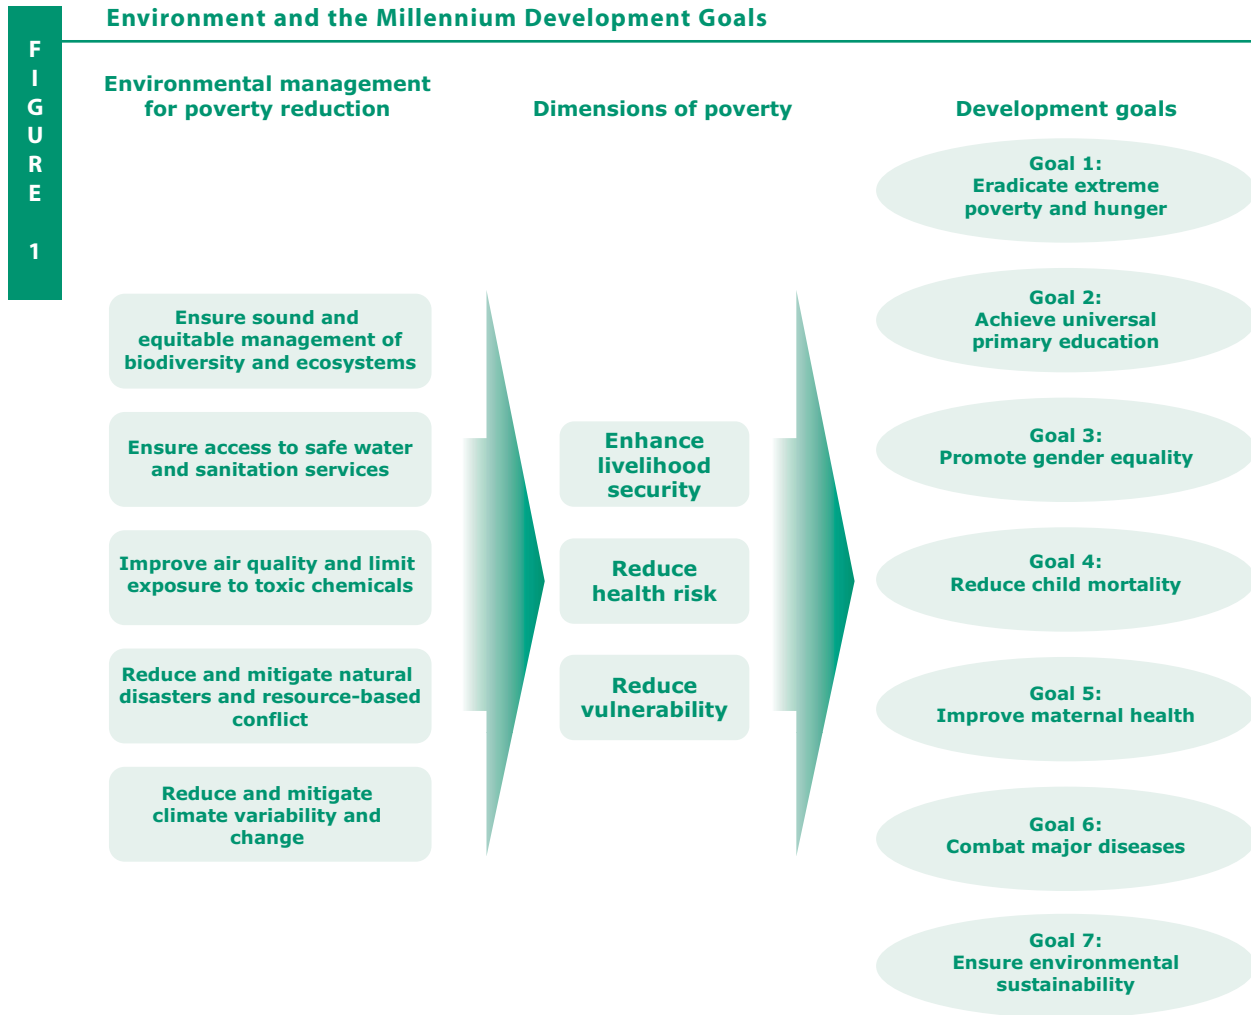 Environment and the Millennium Development Goals
FIGURE 1
Environmental management
for poverty reduction
Ensure sound and
equitable management of
biodiversity and ecosystems
Ensure access to safe water
and sanitation services
Improve air quality and limit
exposure to toxic chemicals
Reduce and mitigate natural
disasters and resource-based
conflict
Reduce and mitigate
climate variability and
change
Dimensions of poverty
Enhance
livelihood
security
Reduce
health risk
Reduce
vulnerability
Development goals
Goal 1:
Eradicate extreme
poverty and hunger
Goal 2:
Achieve universal
primary education
Goal 3:
Promote gender equality
Goal 4:
Reduce child mortality
Goal 5:
Improve maternal health
Goal 6:
Combat major diseases
Goal 7:
Ensure environmental
sustainability